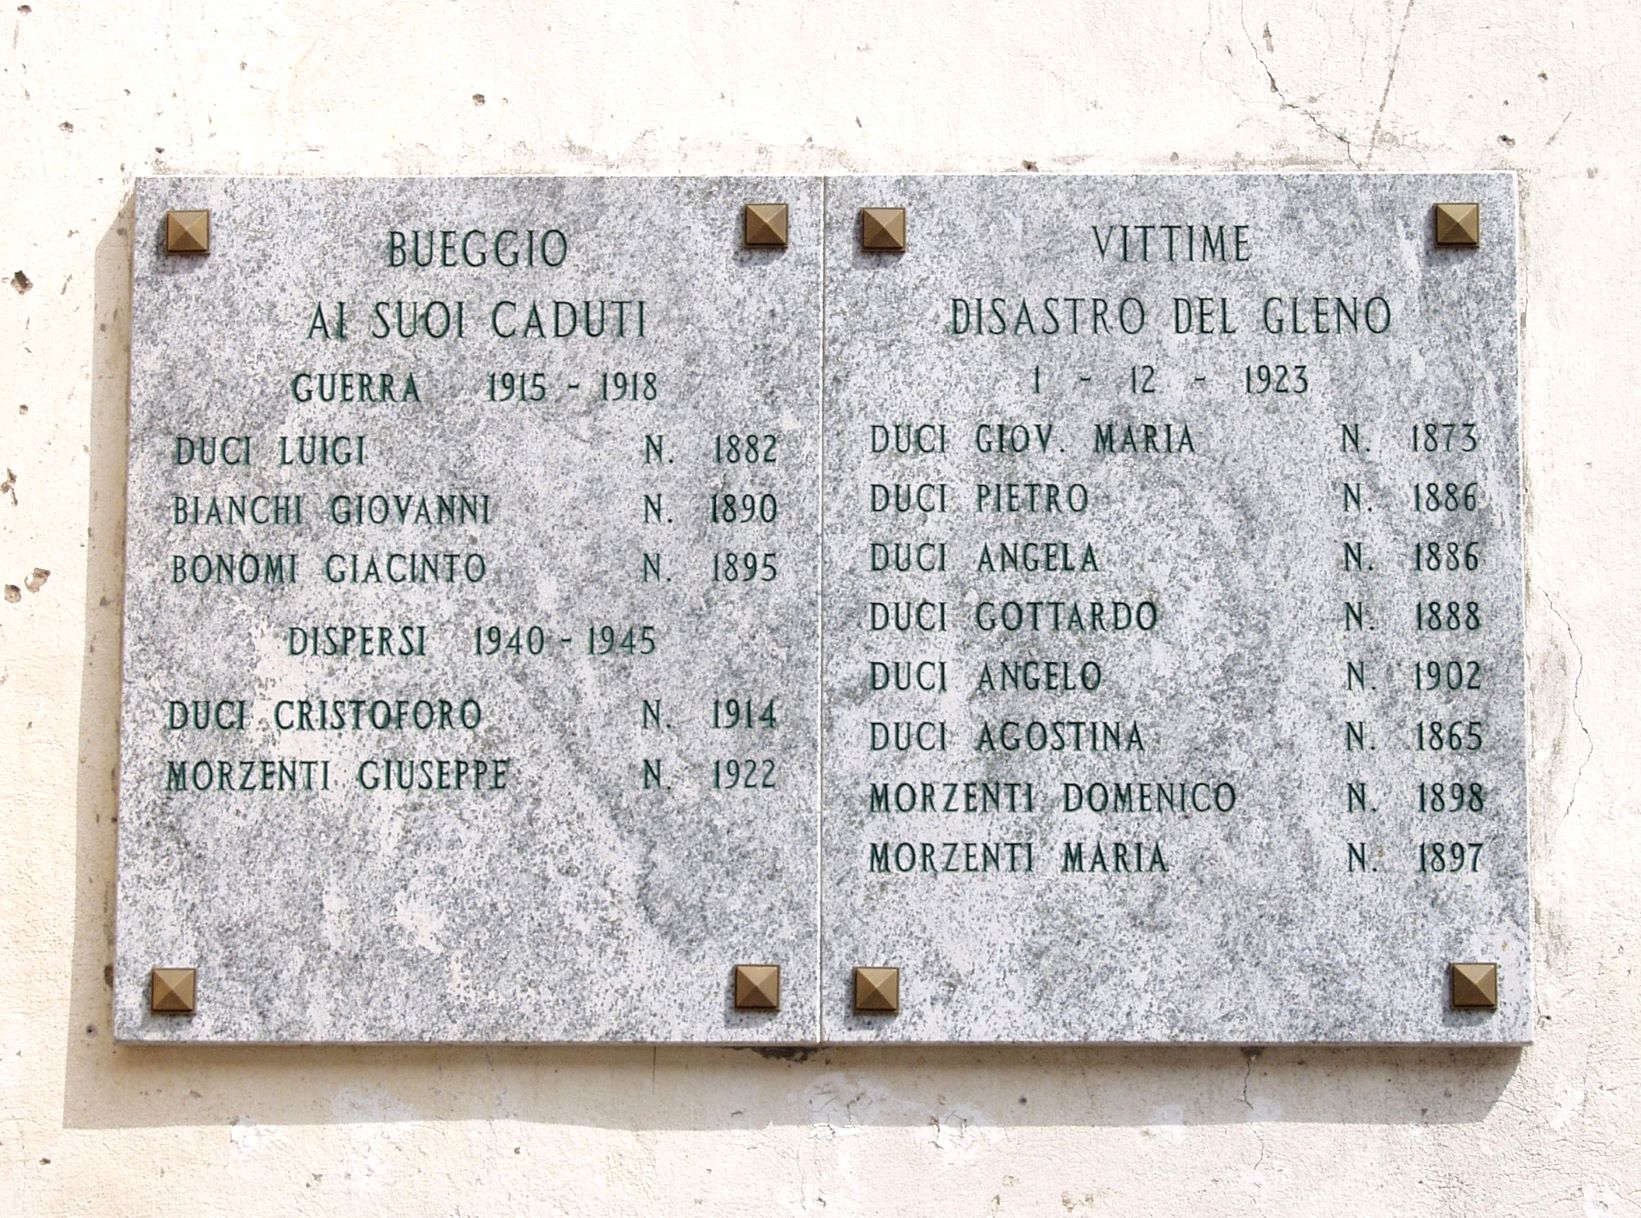 BUEGGIO
AI SUOI CADUTI
GUERRA 1915 - 1918
DUCI LUIGI N. 1882
BIANCHI GIOVANNI N. 1890
BONOMI GIACINTO N. 1895
DISPERSI 1940 - 1945
DUCI CRISTOFORO N. 1914
MORZENTI GIUSEPPE N. 1922
VITTIME
DISASTRO DEL GLENO
1 - 12 - 1923
DUCI GIOV. MARIA N. 1873
DUCI PIETRO N. 1886
DUCI ANGELA N. 1886
DUCI GOTTARDO N. 1888
DUCI ANGELO N. 1902
DUCI AGOSTINA N. 1865
MORZENTI DOMENICO N. 1898
MORZENTI MARIA N. 1897